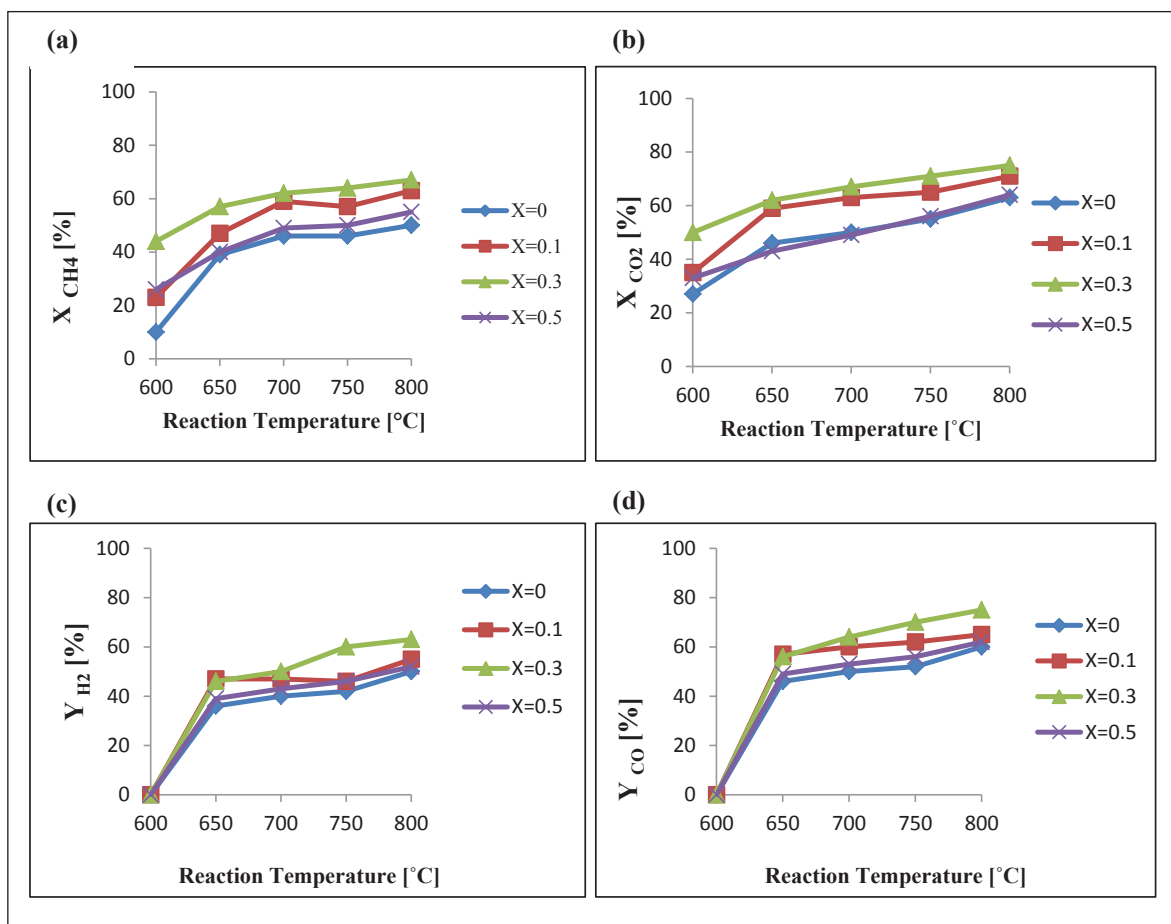 (a)
100
80
60
40
20
0
X CH4 [%]
600 650 700 750 800
Reaction Temperature [°C]
X=0
X=0.1
X=0.3
X=0.5
(b)
100
80
60
40
20
0
X CO2 [%]
600 650 700 750 800
Reaction Temperature [˚C]
X=0
X=0.1
X=0.3
X=0.5
(c)
100
80
60
40
20
0
Y H2 [%]
600 650 700 750 800
Reaction Temperature [˚C]
X=0
X=0.1
X=0.3
X=0.5
(d)
100
80
60
40
20
0
Y CO [%]
600 650 700 750 800
Reaction Temperature [˚C]
X=0
X=0.1
X=0.3
X=0.5